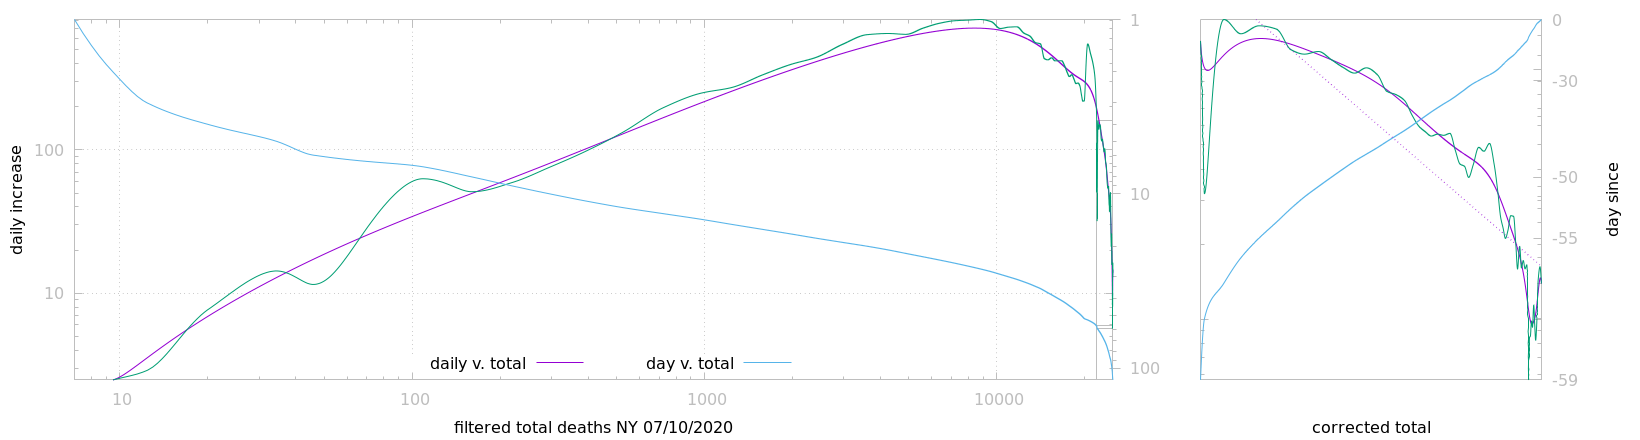 daily increase
100
10
daily v. total
day v. total
10
100
1000
10000
filtered total deaths NY 07/10/2020
1
10
100
0
-30
-50
-55
-59
day since
corrected total